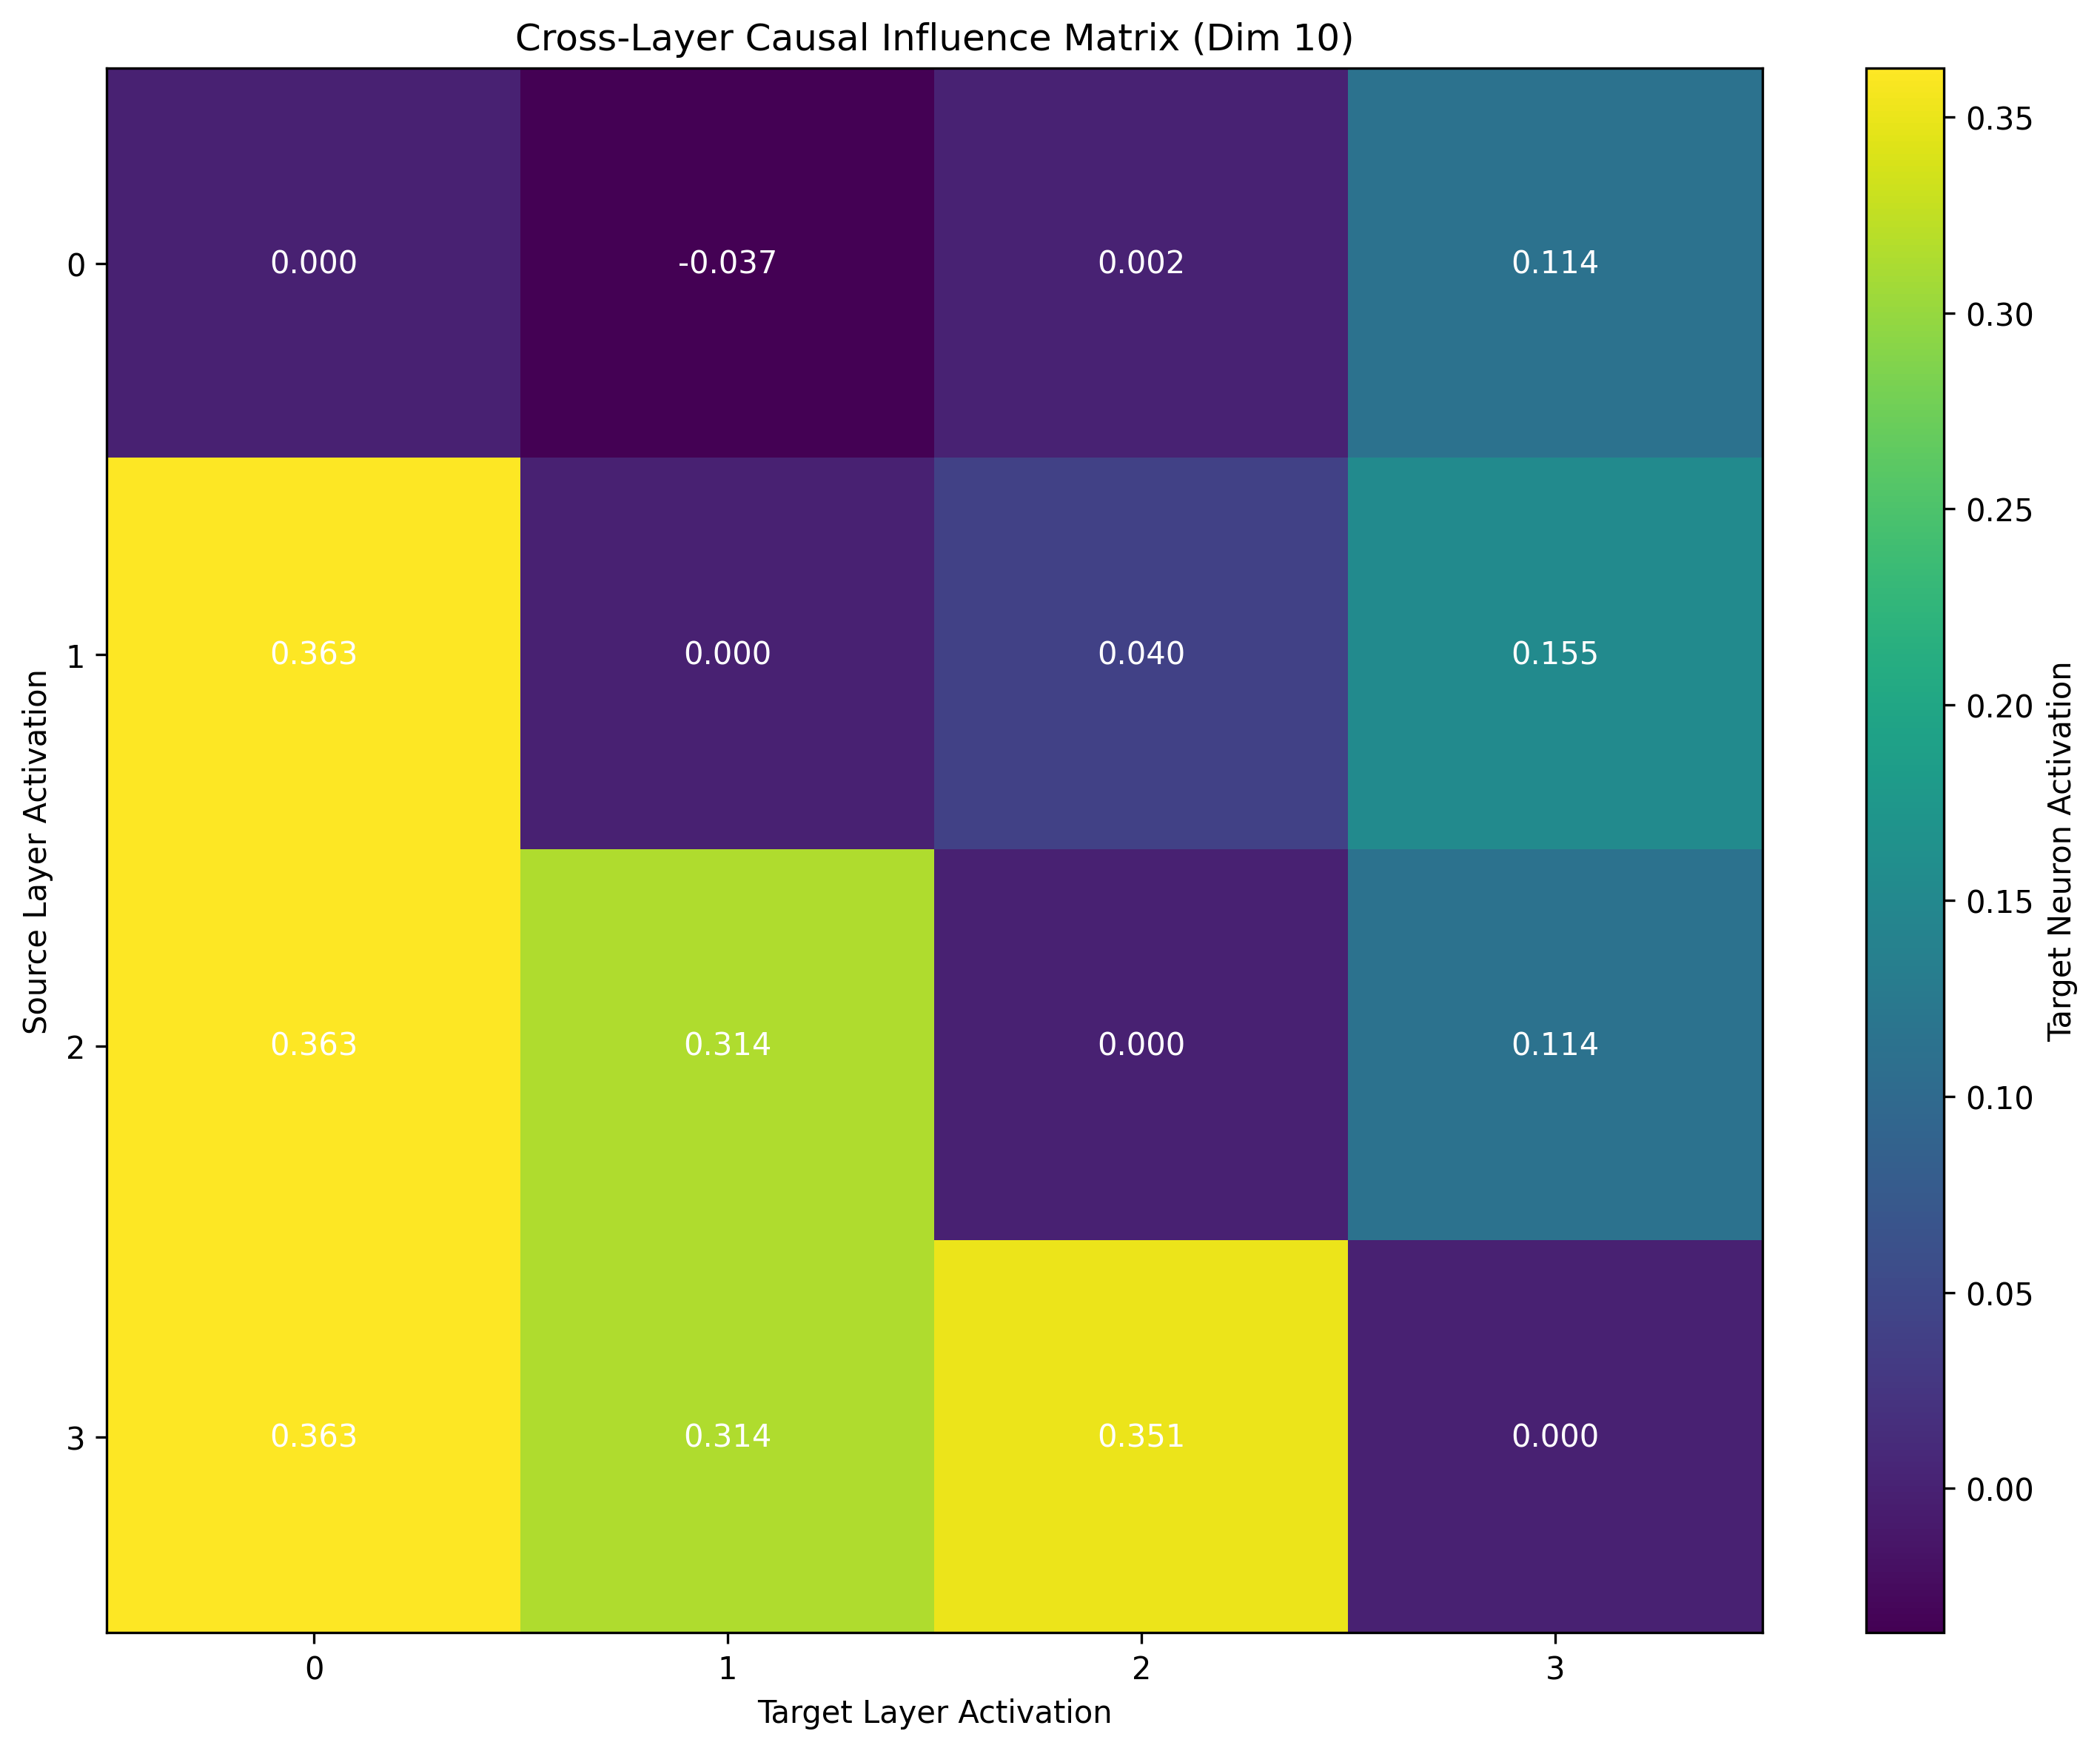 Cross-Layer Causal Influence Matrix (Dim 10)
Source Layer Activation
0
1
2
3
0.000 -0.037 0.002 0.114
0.363 0.000 0.040 0.155
0.363 0.314 0.000 0.114
0.363 0.314 0.351 0.000
0 1 2 3
Target Layer Activation
0.35
0.30
0.25
0.20
0.15
0.10
0.05
0.00
Target Neuron Activation